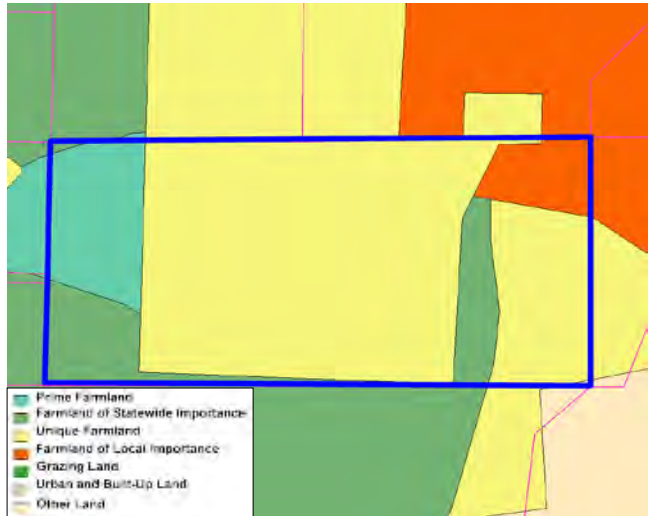 Prime Farmland
Farmland of Statewide Importance
Unique Farmland
Farmland of Local Importance
Grazing Land
Urban and Built-Up Land
Other Land